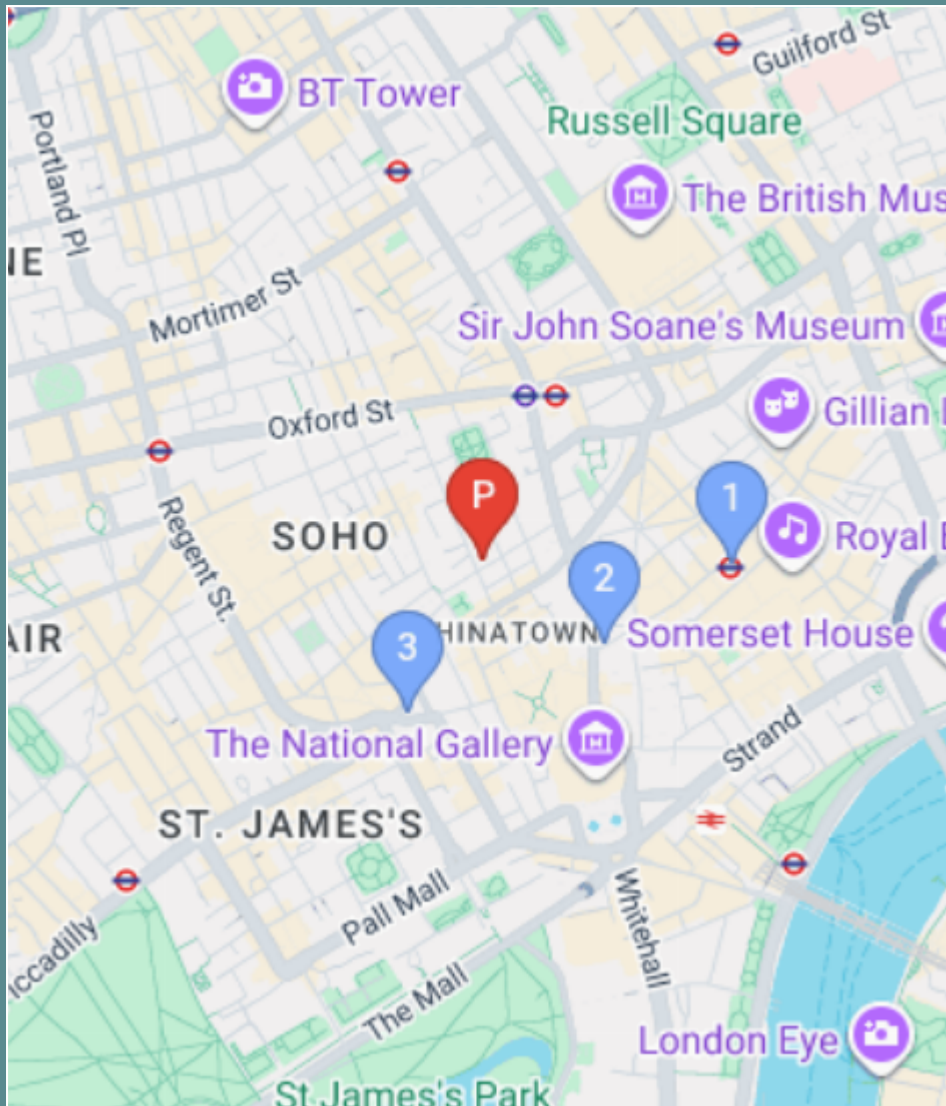 Guilford St
BT Tower
Russell Square
Portland Pl
The British Mus
NE
Mortimer St
Sir John Soane's Museum
Gillian
Oxford St
P
1
Regent St.
SOHO
Royal
2
AIR
3
HINATOWN
Somerset House
The National Gallery
Strand
ST. JAMES'S
Pall Mall
Whitehall
iccadilly
The Mall
London Eye
St James's Park